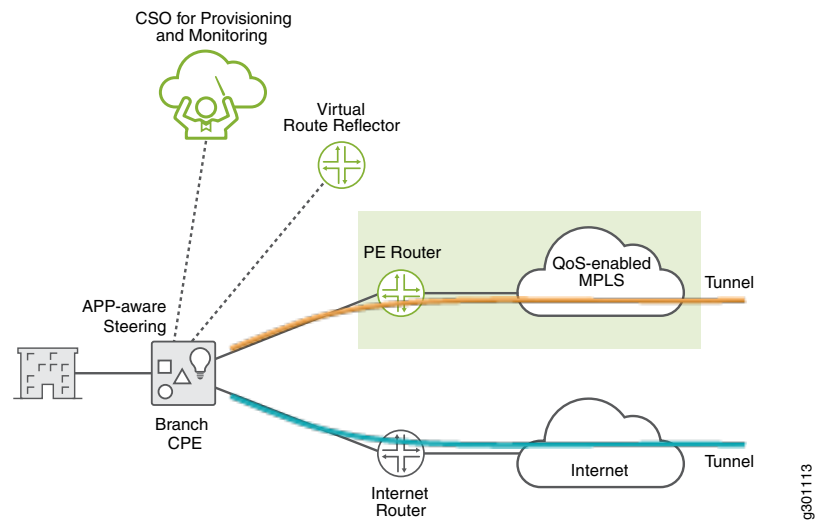 CSO for Provisioning
and Monitoring
Virtual
Route Reflector
PE Router
QoS-enabled
MPLS
Tunnel
APP-aware
Steering
Branch
CPE
Internet
Tunnel
Internet
Router
g301113